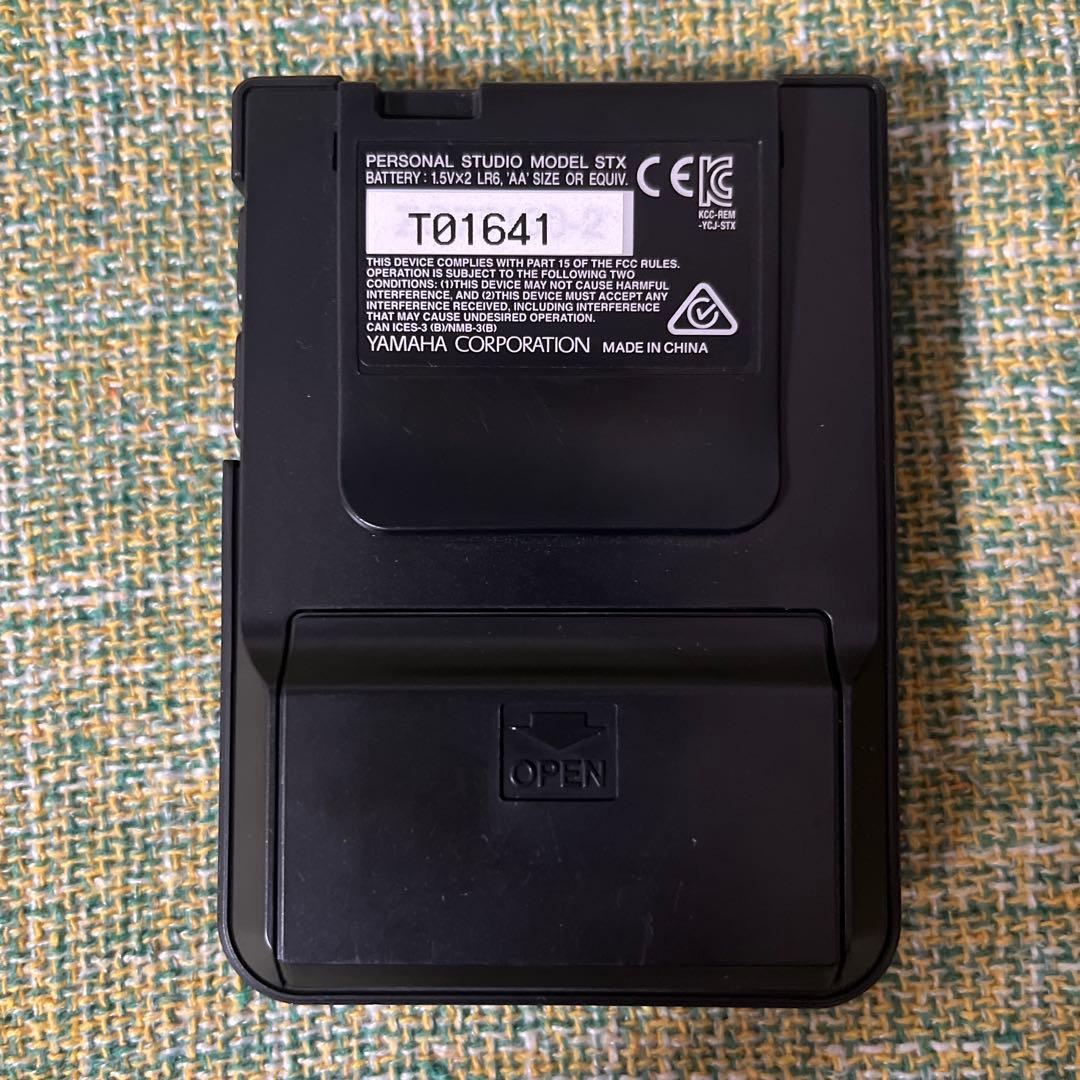 PERSONAL STUDIO MODEL STX
BATTERY : 1.5V×2 LR6, 'AA' SIZE OR EQUIV.
CE
KC
KCC-REM
-YCJ-STX
T01641
THIS DEVICE COMPLIES WITH PART 15 OF THE FCC RULES.
OPERATION IS SUBJECT TO THE FOLLOWING TWO
CONDITIONS: (1)THIS DEVICE MAY NOT CAUSE HARMFUL
INTERFERENCE, AND (2)THIS DEVICE MUST ACCEPT ANY
INTERFERENCE RECEIVED, INCLUDING INTERFERENCE
THAT MAY CAUSE UNDESIRED OPERATION.
CAN ICES-3 (B)/NMB-3(B)
YAMAHA CORPORATION MADE IN CHINA
OPEN